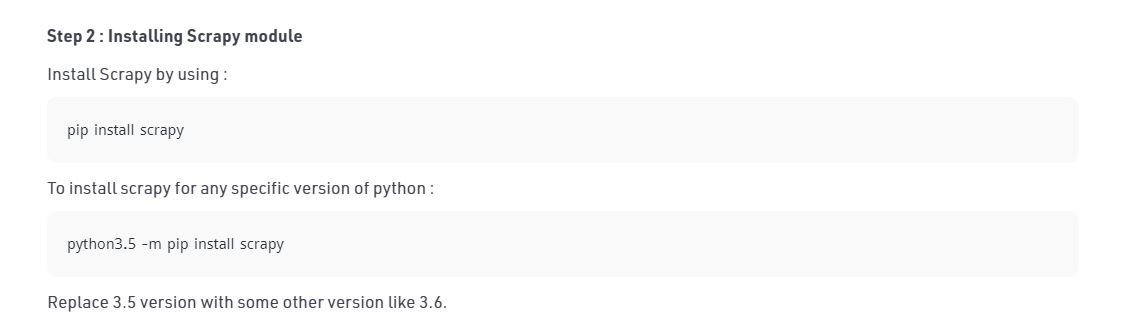 Step 2 : Installing Scrapy module
Install Scrapy by using :
pip install scrapy
To install scrapy for any specific version of python :
python3.5 -m pip install scrapy
Replace 3.5 version with some other version like 3.6.